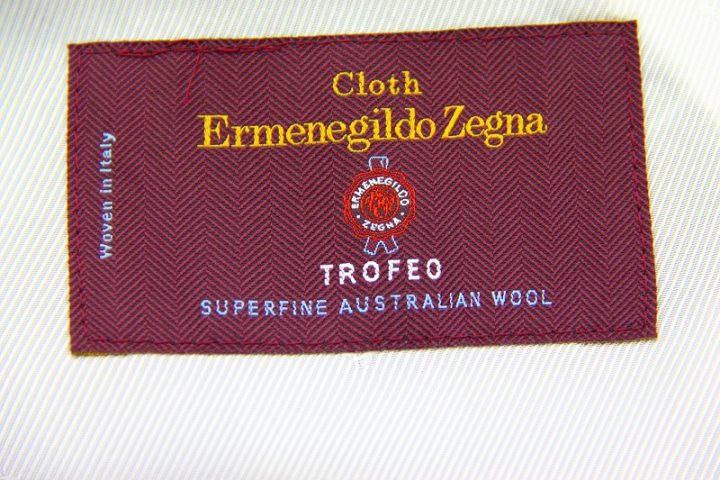 Cloth
Ermenegildo Zegna
ERMENEGILDO
ZEGNA
TROFEO
SUPERFINE AUSTRALIAN WOOL
Woven in Italy